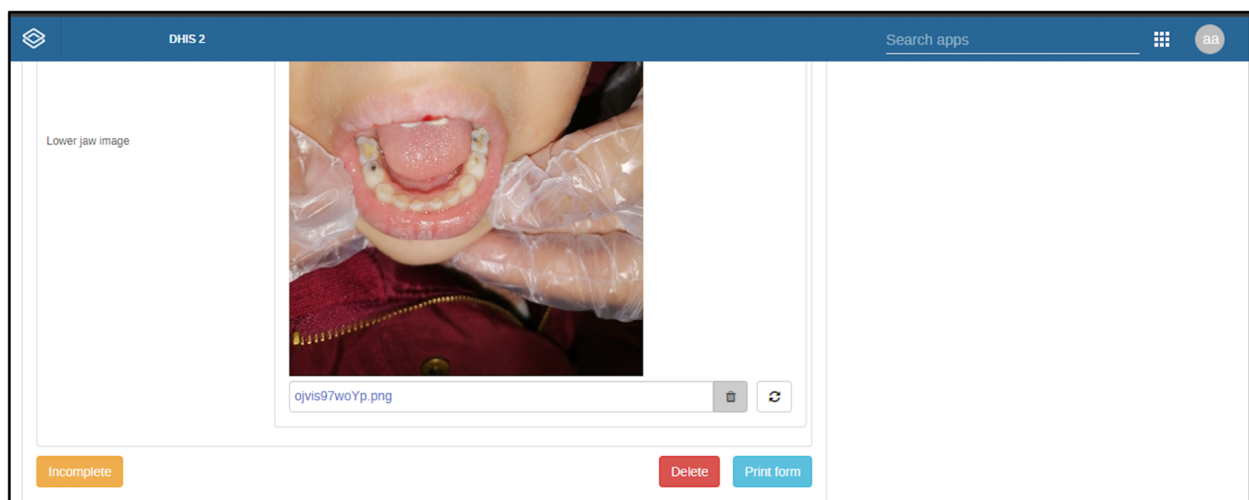 DHIS 2
Search apps
aa
Lower jaw image
ojvis97woYp.png
Incomplete
Delete
Print form